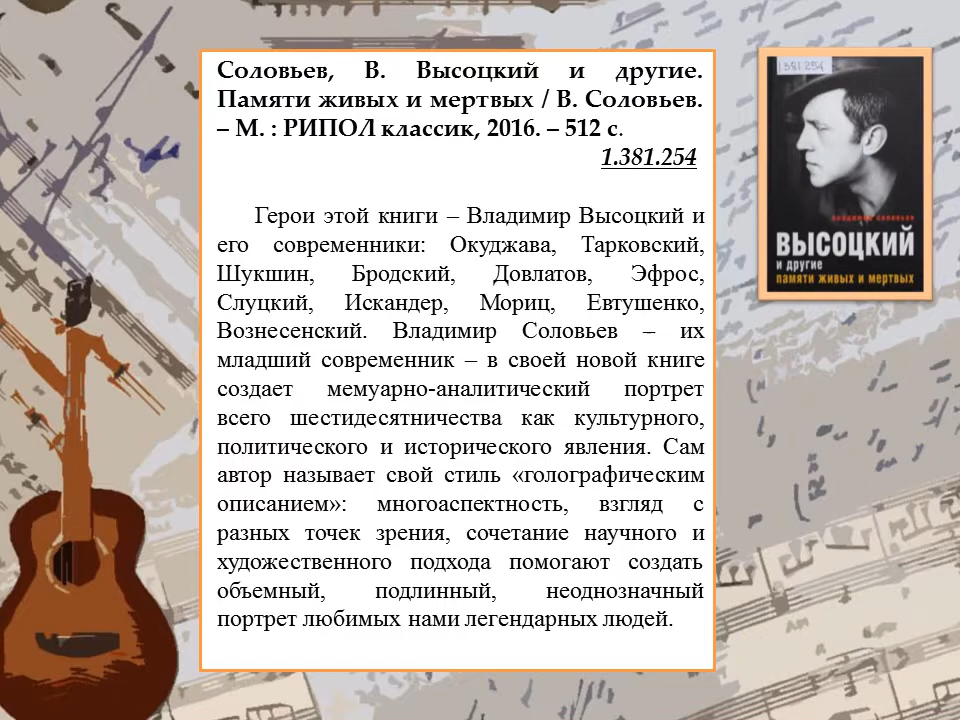 Соловьев, В. Высоцкий и другие.
Памяти живых и мертвых / В. Соловьев.
– М. : РИПОЛ классик, 2016. – 512 с.
1.381.254
Герои этой книги – Владимир Высоцкий и
его современники: Окуджава, Тарковский,
Шукшин, Бродский, Довлатов, Эфрос,
Слуцкий, Искандер, Мориц, Евтушенко,
Вознесенский. Владимир Соловьев – их
младший современник – в своей новой книге
создает мемуарно-аналитический портрет
всего шестидесятничества как культурного,
политического и исторического явления. Сам
автор называет свой стиль «голографическим
описанием»: многоаспектность, взгляд с
разных точек зрения, сочетание научного и
художественного подхода помогают создать
объемный, подлинный, неоднозначный
портрет любимых нами легендарных людей.
1381254
владимир соловьев
ВЫСОЦКИЙ
и другие
памяти живых и мертвых